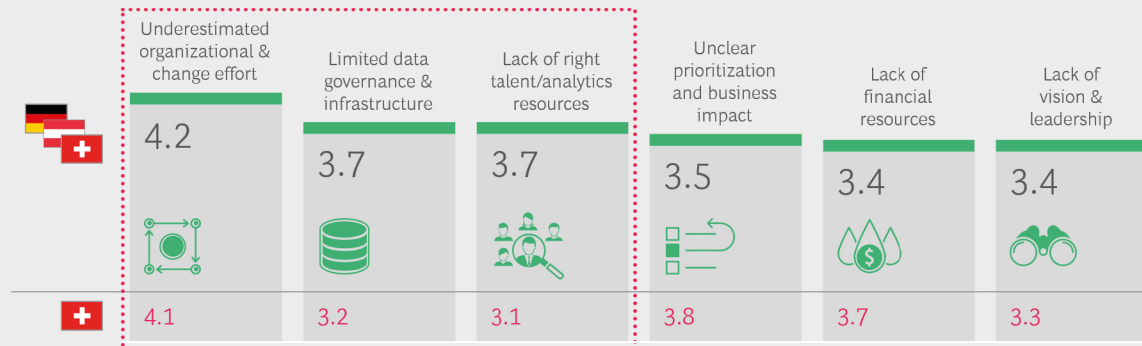 Underestimated
organizational &
change effort
Limited data
governance &
infrastructure
Lack of right
talent/analytics
resources
Unclear
prioritization
and business
impact
Lack of
financial
resources
Lack of
vision &
leadership
4.2
3.7
3.7
3.5
3.4
3.4
$
4.1
3.2
3.1
3.8
3.7
3.3